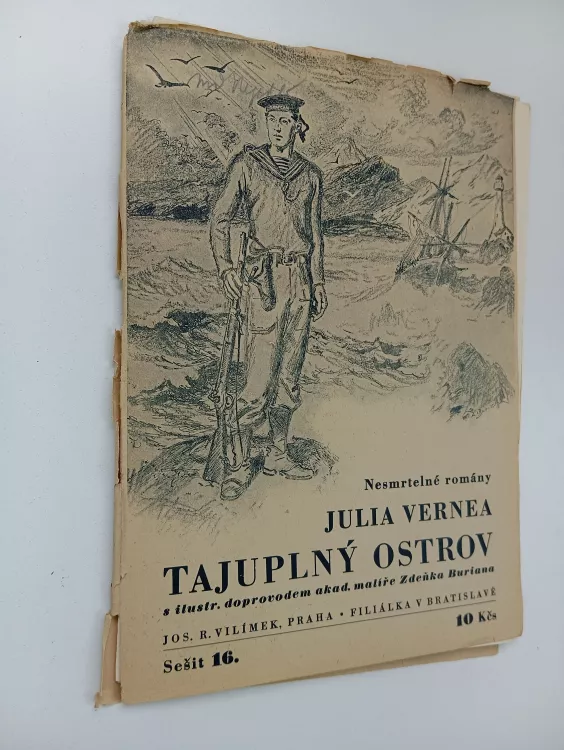 Nesmrtelné romány
JULIA VERNEA
TAJUPLNÝ OSTROV
s ilustr. doprovodem akad. malíře Zdeňka Buriana
JOS. R. VILÍMEK, PRAHA • FILIÁLKA V BRATISLAVĚ
Sešit 16.
10 Kčs